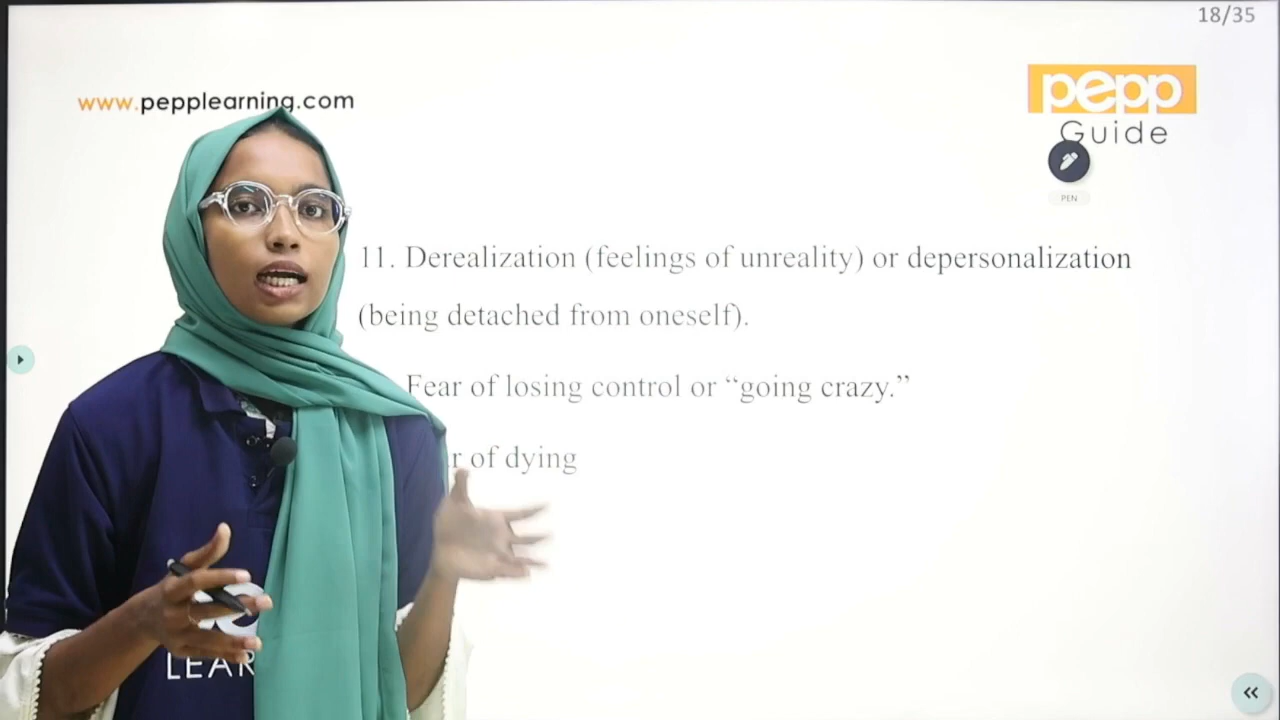 18/35
www.pepplearning.com
pepp
Guide
PEN
11. Derealization (feelings of unreality) or depersonalization
(being detached from oneself).
Fear of losing control or “going crazy.”
of dying